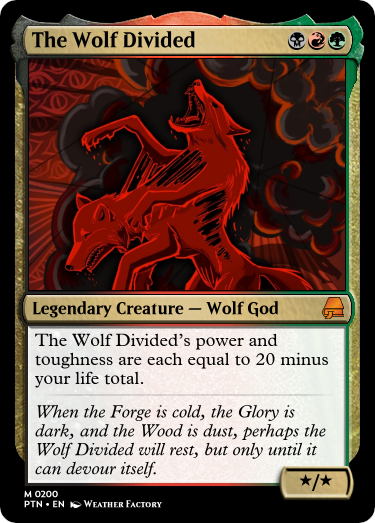 The Wolf Divided
Legendary Creature — Wolf God
The Wolf Divided's power and
toughness are each equal to 20 minus
your life total.
When the Forge is cold, the Glory is
dark, and the Wood is dust, perhaps the
Wolf Divided will rest, but only until it
can devour itself.
*/*
M 0200
PTN • EN WEATHER FACTORY